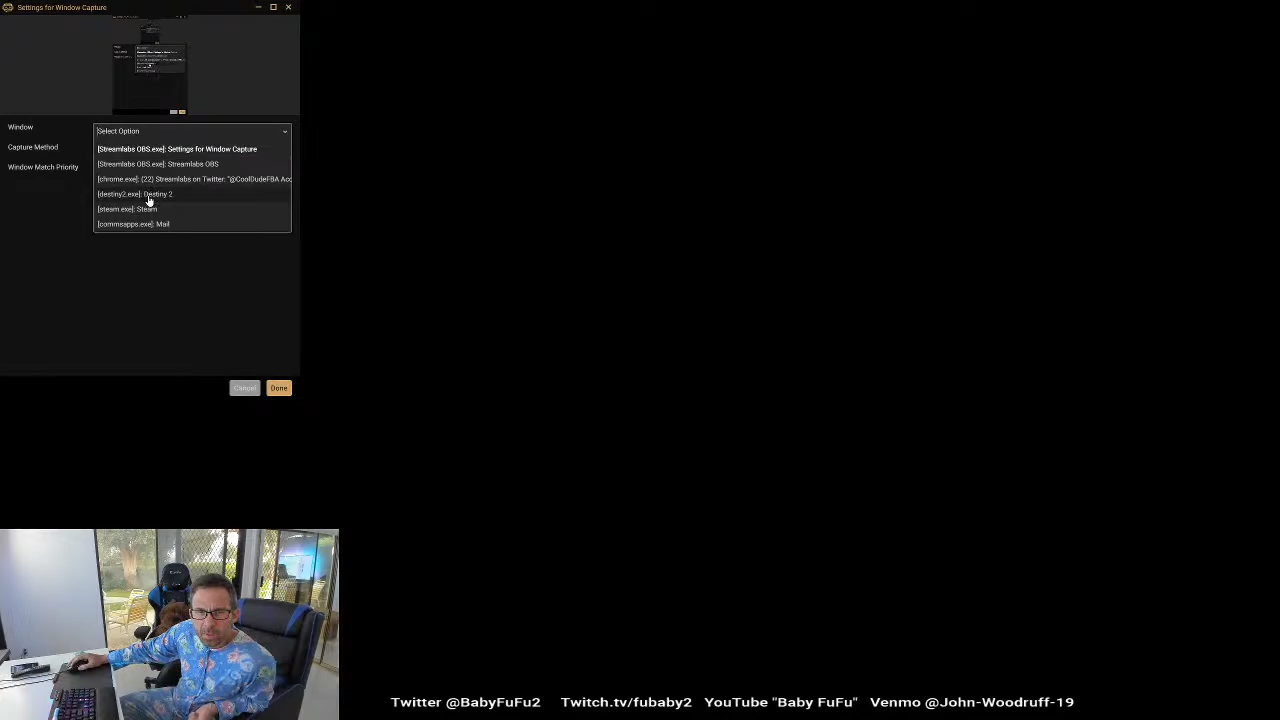 Settings for Window Capture
Window
Select Option
Capture Method
[Streamlabs OBS.exe]: Settings for Window Capture
[Streamlabs OBS.exe]: Streamlabs OBS
Window Match Priority
[chrome.exe]: (22) Streamlabs on Twitter: "@CoolDudeFBA Acc
[destiny2.exe]: Destiny 2
[steam.exe]: Steam
[commsapps.exe]: Mail
Cancel
Done
Twitter @BabyFuFu2 Twitch.tv/fubaby2 YouTube "Baby FuFu" Venmo @John-Woodruff-19